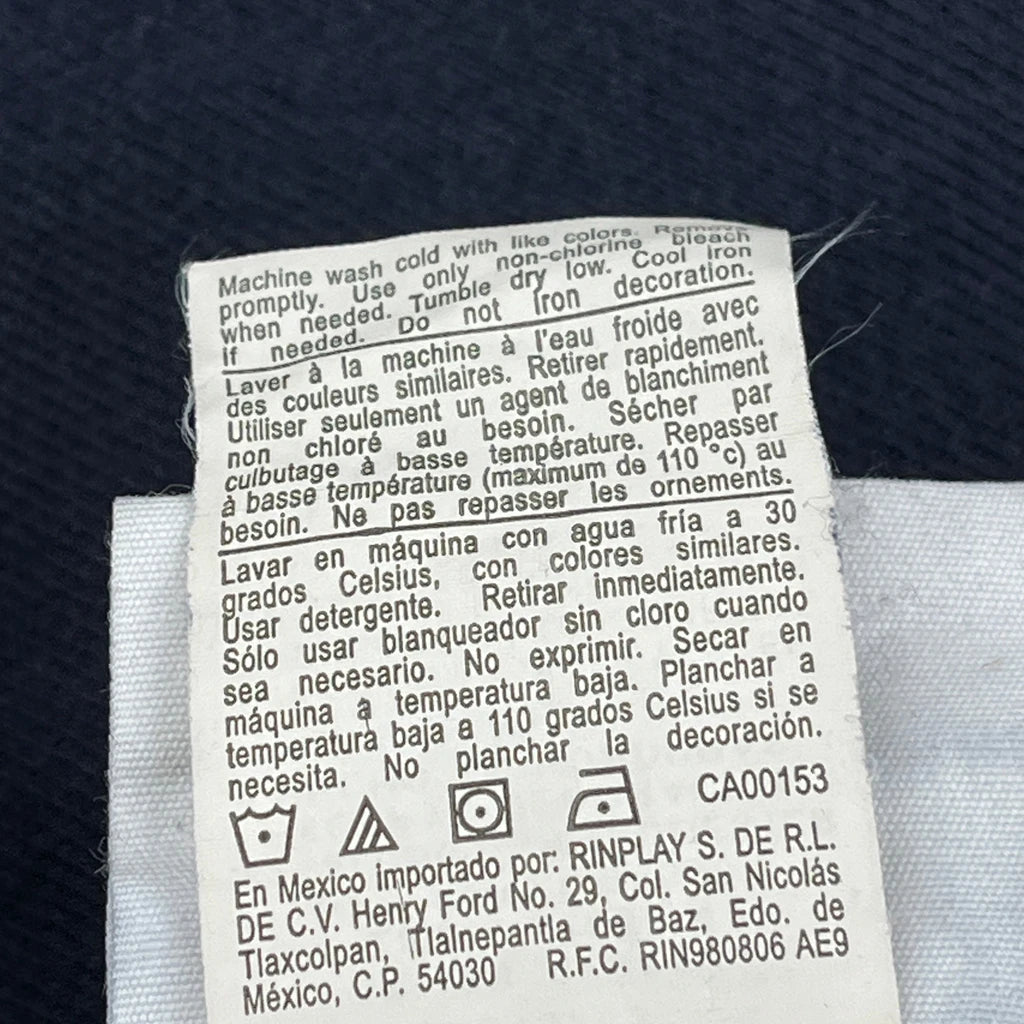 Machine wash cold with like colors. Remove
promptly. Use only non-chlorine bleach
when needed. Tumble dry low. Cool iron
if needed. Do not iron decoration.
Laver à la machine à l'eau froide avec
des couleurs similaires. Retirer rapidement.
Utiliser seulement un agent de blanchiment
non chloré au besoin. Sécher par
culbutage à basse température. Repasser
à basse température (maximum de 110 °c) au
besoin. Ne pas repasser les ornements.
Lavar en máquina con agua fría a 30
grados Celsius, con colores similares.
Usar detergente. Retirar inmediatamente.
Sólo usar blanqueador sin cloro cuando
sea necesario. No exprimir. Secar en
máquina a temperatura baja. Planchar a
temperatura baja a 110 grados Celsius si se
necesita. No planchar la decoración.
CA00153
En Mexico importado por: RINPLAY S. DE R.L.
DE C.V. Henry Ford No. 29, Col. San Nicolás
Tlaxcolpan, Tlalnepantla de Baz, Edo. de
México, C.P. 54030 R.F.C. RIN980806 AE9